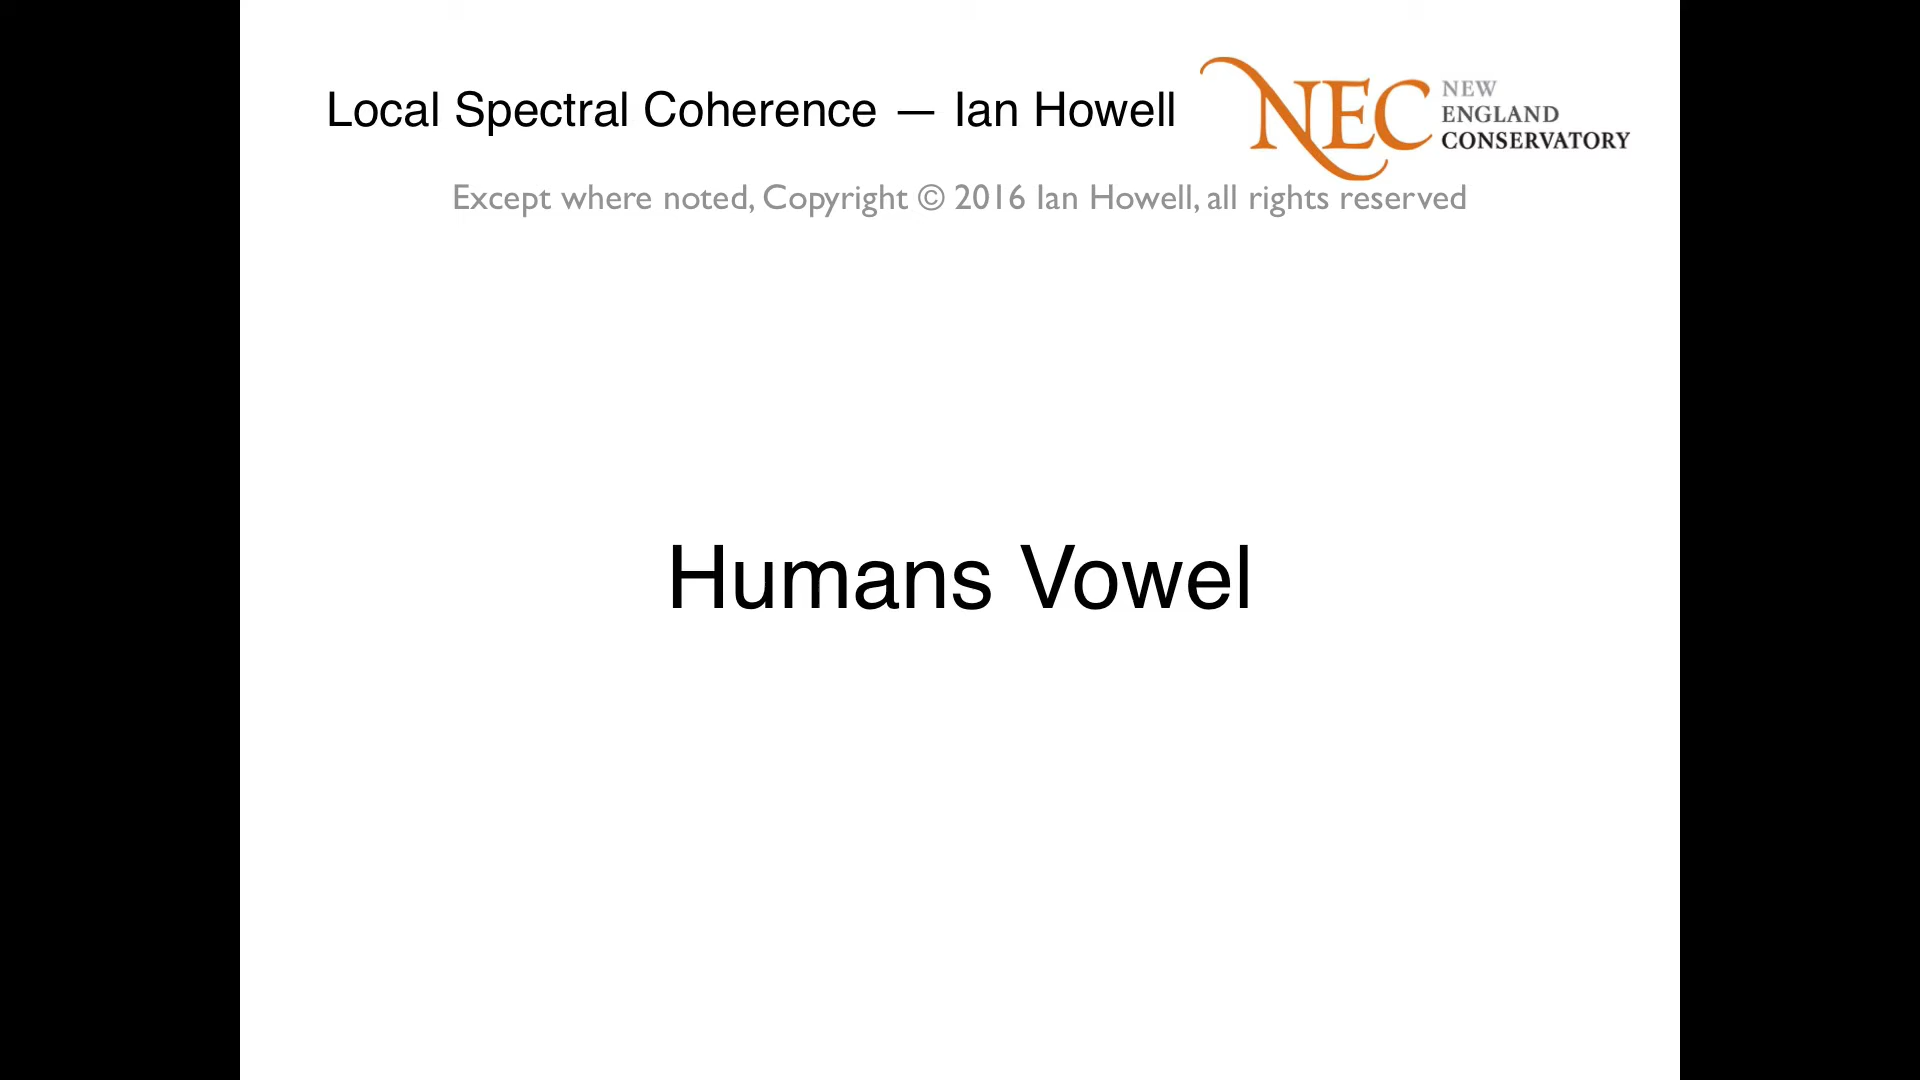 Local Spectral Coherence — Ian Howell
NEC
NEW
ENGLAND
CONSERVATORY
Except where noted, Copyright © 2016 Ian Howell, all rights reserved
Humans Vowel